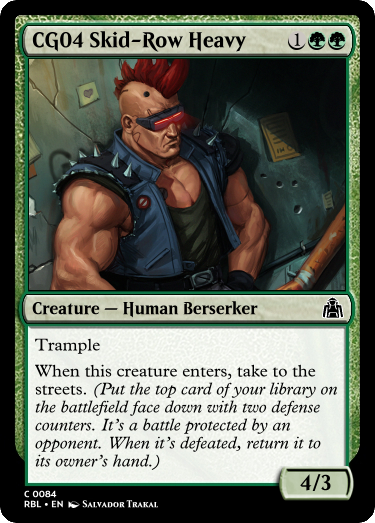 CG04 Skid-Row Heavy 1
Creature — Human Berserker
Trample
When this creature enters, take to the
streets. (Put the top card of your library on
the battlefield face down with two defense
counters. It's a battle protected by an
opponent. When it's defeated, return it to
its owner's hand.)
4/3
C 0084
RBL • EN Salvador Trakal